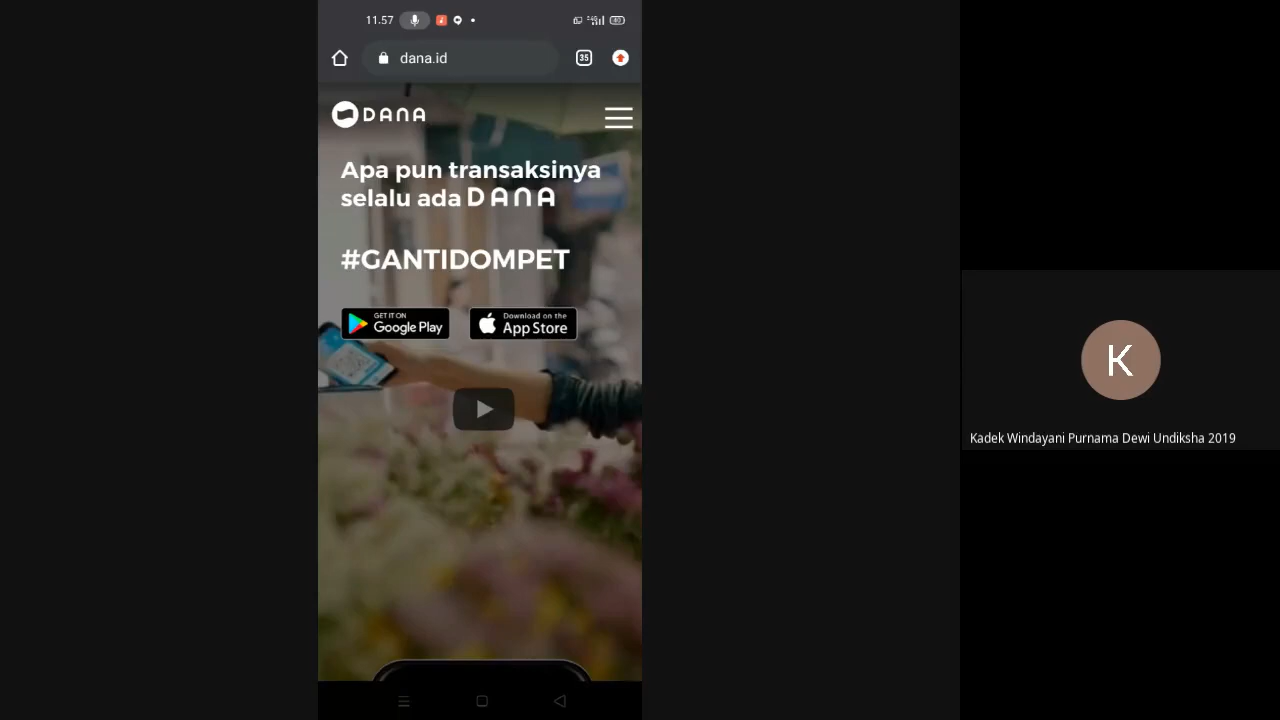 11.57
dana.id
35
DANA
Apa pun transaksinya
selalu ada DANA
#GANTIDOMPET
GET IT ON
Google Play
Download on the
App Store
K
Kadek Windayani Purnama Dewi Undiksha 2019